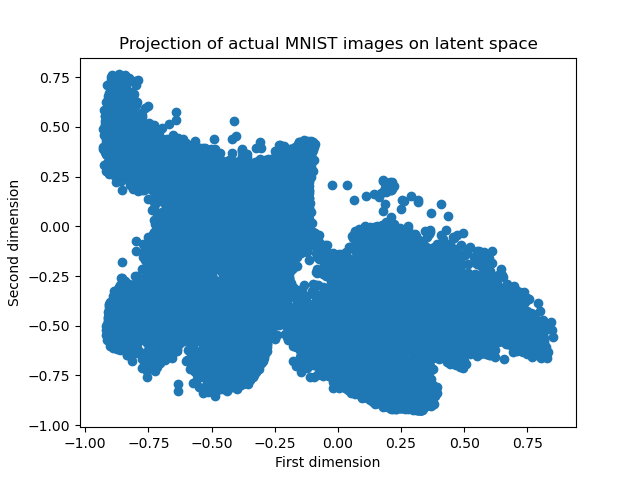 Projection of actual MNIST images on latent space
0.75
0.50
0.25
0.00
−0.25
−0.50
−0.75
−1.00
Second dimension
−1.00 −0.75 −0.50 −0.25 0.00 0.25 0.50 0.75
First dimension